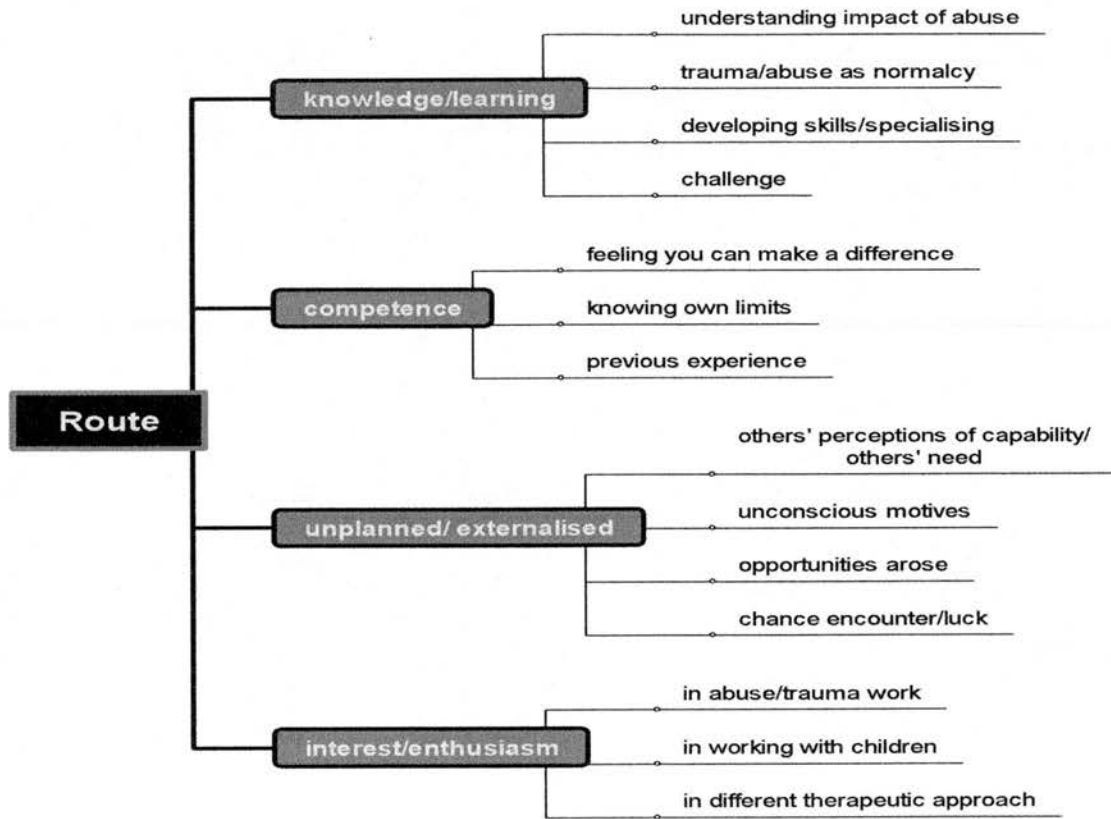 understanding impact of abuse
trauma/abuse as normalcy
knowledge/learning
developing skills/specialising
challenge
feeling you can make a difference
competence
knowing own limits
previous experience
Route
others' perceptions of capability/
others' need
unplanned/ externalised
unconscious motives
opportunities arose
chance encounter/luck
in abuse/trauma work
interest/enthusiasm
in working with children
in different therapeutic approach